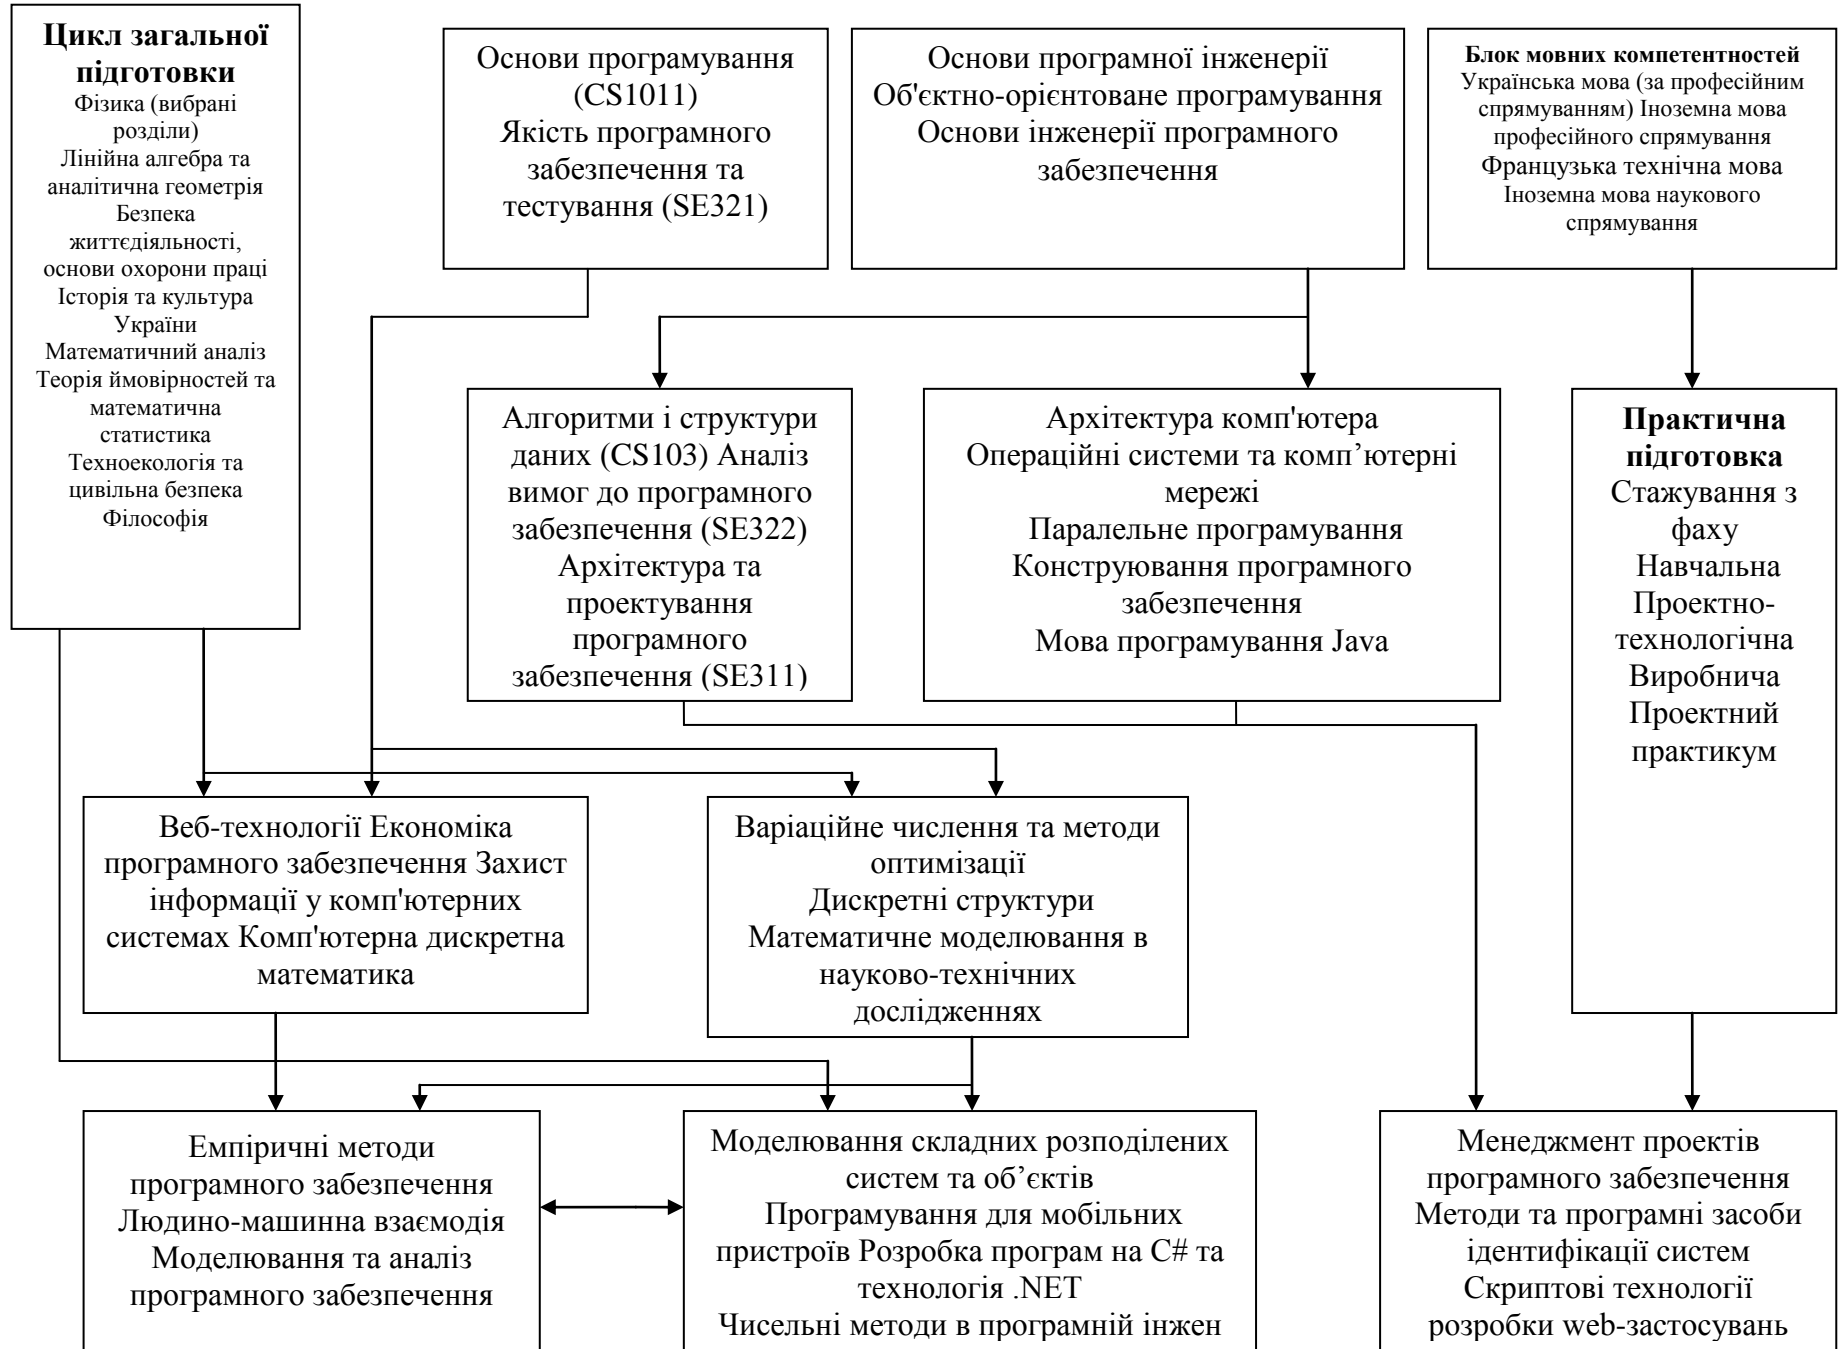 Цикл загальної
підготовки
Фізика (вибрані
розділи)
Лінійна алгебра та
аналітична геометрія
Безпека
життєдіяльності,
основи охорони праці
Історія та культура
України
Математичний аналіз
Теорія ймовірностей та
математична
статистика
Техноекологія та
цивільна безпека
Філософія
Основи програмування
(CS1011)
Якість програмного
забезпечення та
тестування (SE321)
Основи програмної інженерії
Об'єктно-орієнтоване програмування
Основи інженерії програмного
забезпечення
Блок мовних компетентностей
Українська мова (за професійним
спрямуванням) Іноземна мова
професійного спрямування
Французька технічна мова
Іноземна мова наукового
спрямування
Алгоритми і структури
даних (CS103) Аналіз
вимог до програмного
забезпечення (SE322)
Архітектура та
проектування
програмного
забезпечення (SE311)
Архітектура комп'ютера
Операційні системи та комп’ютерні
мережі
Паралельне програмування
Конструювання програмного
забезпечення
Мова програмування Java
Практична
підготовка
Стажування з
фаху
Навчальна
Проектно-
технологічна
Виробнича
Проектний
практикум
Веб-технології Економіка
програмного забезпечення Захист
інформації у комп'ютерних
системах Комп'ютерна дискретна
математика
Варіаційне числення та методи
оптимізації
Дискретні структури
Математичне моделювання в
науково-технічних
дослідженнях
Емпіричні методи
програмного забезпечення
Людино-машинна взаємодія
Моделювання та аналіз
програмного забезпечення
Моделювання складних розподілених
систем та об’єктів
Програмування для мобільних
пристроїв Розробка програм на C# та
технологія .NET
Чисельні методи в програмній інжен
Менеджмент проектів
програмного забезпечення
Методи та програмні засоби
ідентифікації систем
Скриптові технології
розробки web-застосувань